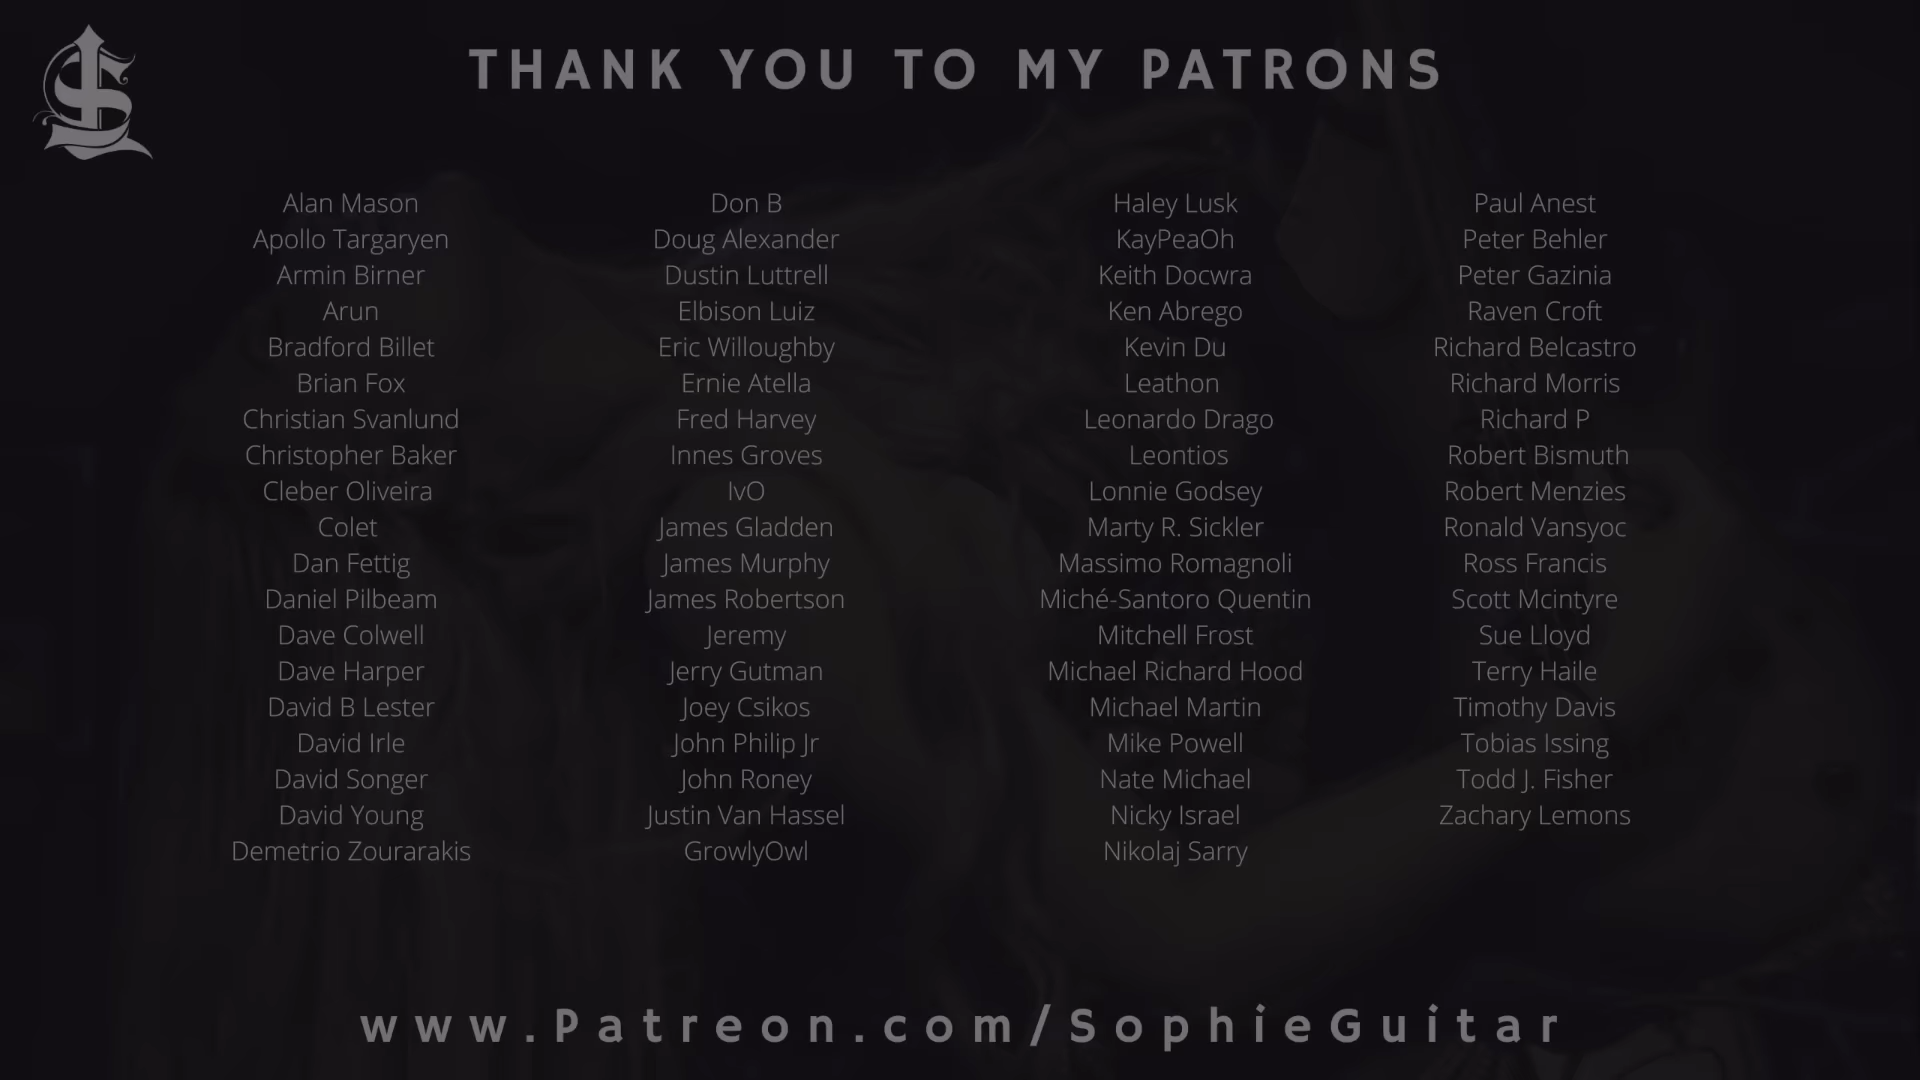 THANK YOU TO MY PATRONS
Alan Mason
Apollo Targaryen
Armin Birner
Arun
Bradford Billet
Brian Fox
Christian Svanlund
Christopher Baker
Cleber Oliveira
Colet
Dan Fettig
Daniel Pilbeam
Dave Colwell
Dave Harper
David B Lester
David Irle
David Songer
David Young
Demetrio Zourarakis
Don B
Doug Alexander
Dustin Luttrell
Elbison Luiz
Eric Willoughby
Ernie Atella
Fred Harvey
Innes Groves
IvO
James Gladden
James Murphy
James Robertson
Jeremy
Jerry Gutman
Joey Csikos
John Philip Jr
John Roney
Justin Van Hassel
GrowlyOwl
Haley Lusk
KayPeaOh
Keith Docwra
Ken Abrego
Kevin Du
Leathon
Leonardo Drago
Leontios
Lonnie Godsey
Marty R. Sickler
Massimo Romagnoli
Miché-Santoro Quentin
Mitchell Frost
Michael Richard Hood
Michael Martin
Mike Powell
Nate Michael
Nicky Israel
Nikolaj Sarry
Paul Anest
Peter Behler
Peter Gazinia
Raven Croft
Richard Belcastro
Richard Morris
Richard P
Robert Bismuth
Robert Menzies
Ronald Vansyoc
Ross Francis
Scott Mcintyre
Sue Lloyd
Terry Haile
Timothy Davis
Tobias Issing
Todd J. Fisher
Zachary Lemons
www.Patreon.com/SophieGuitar